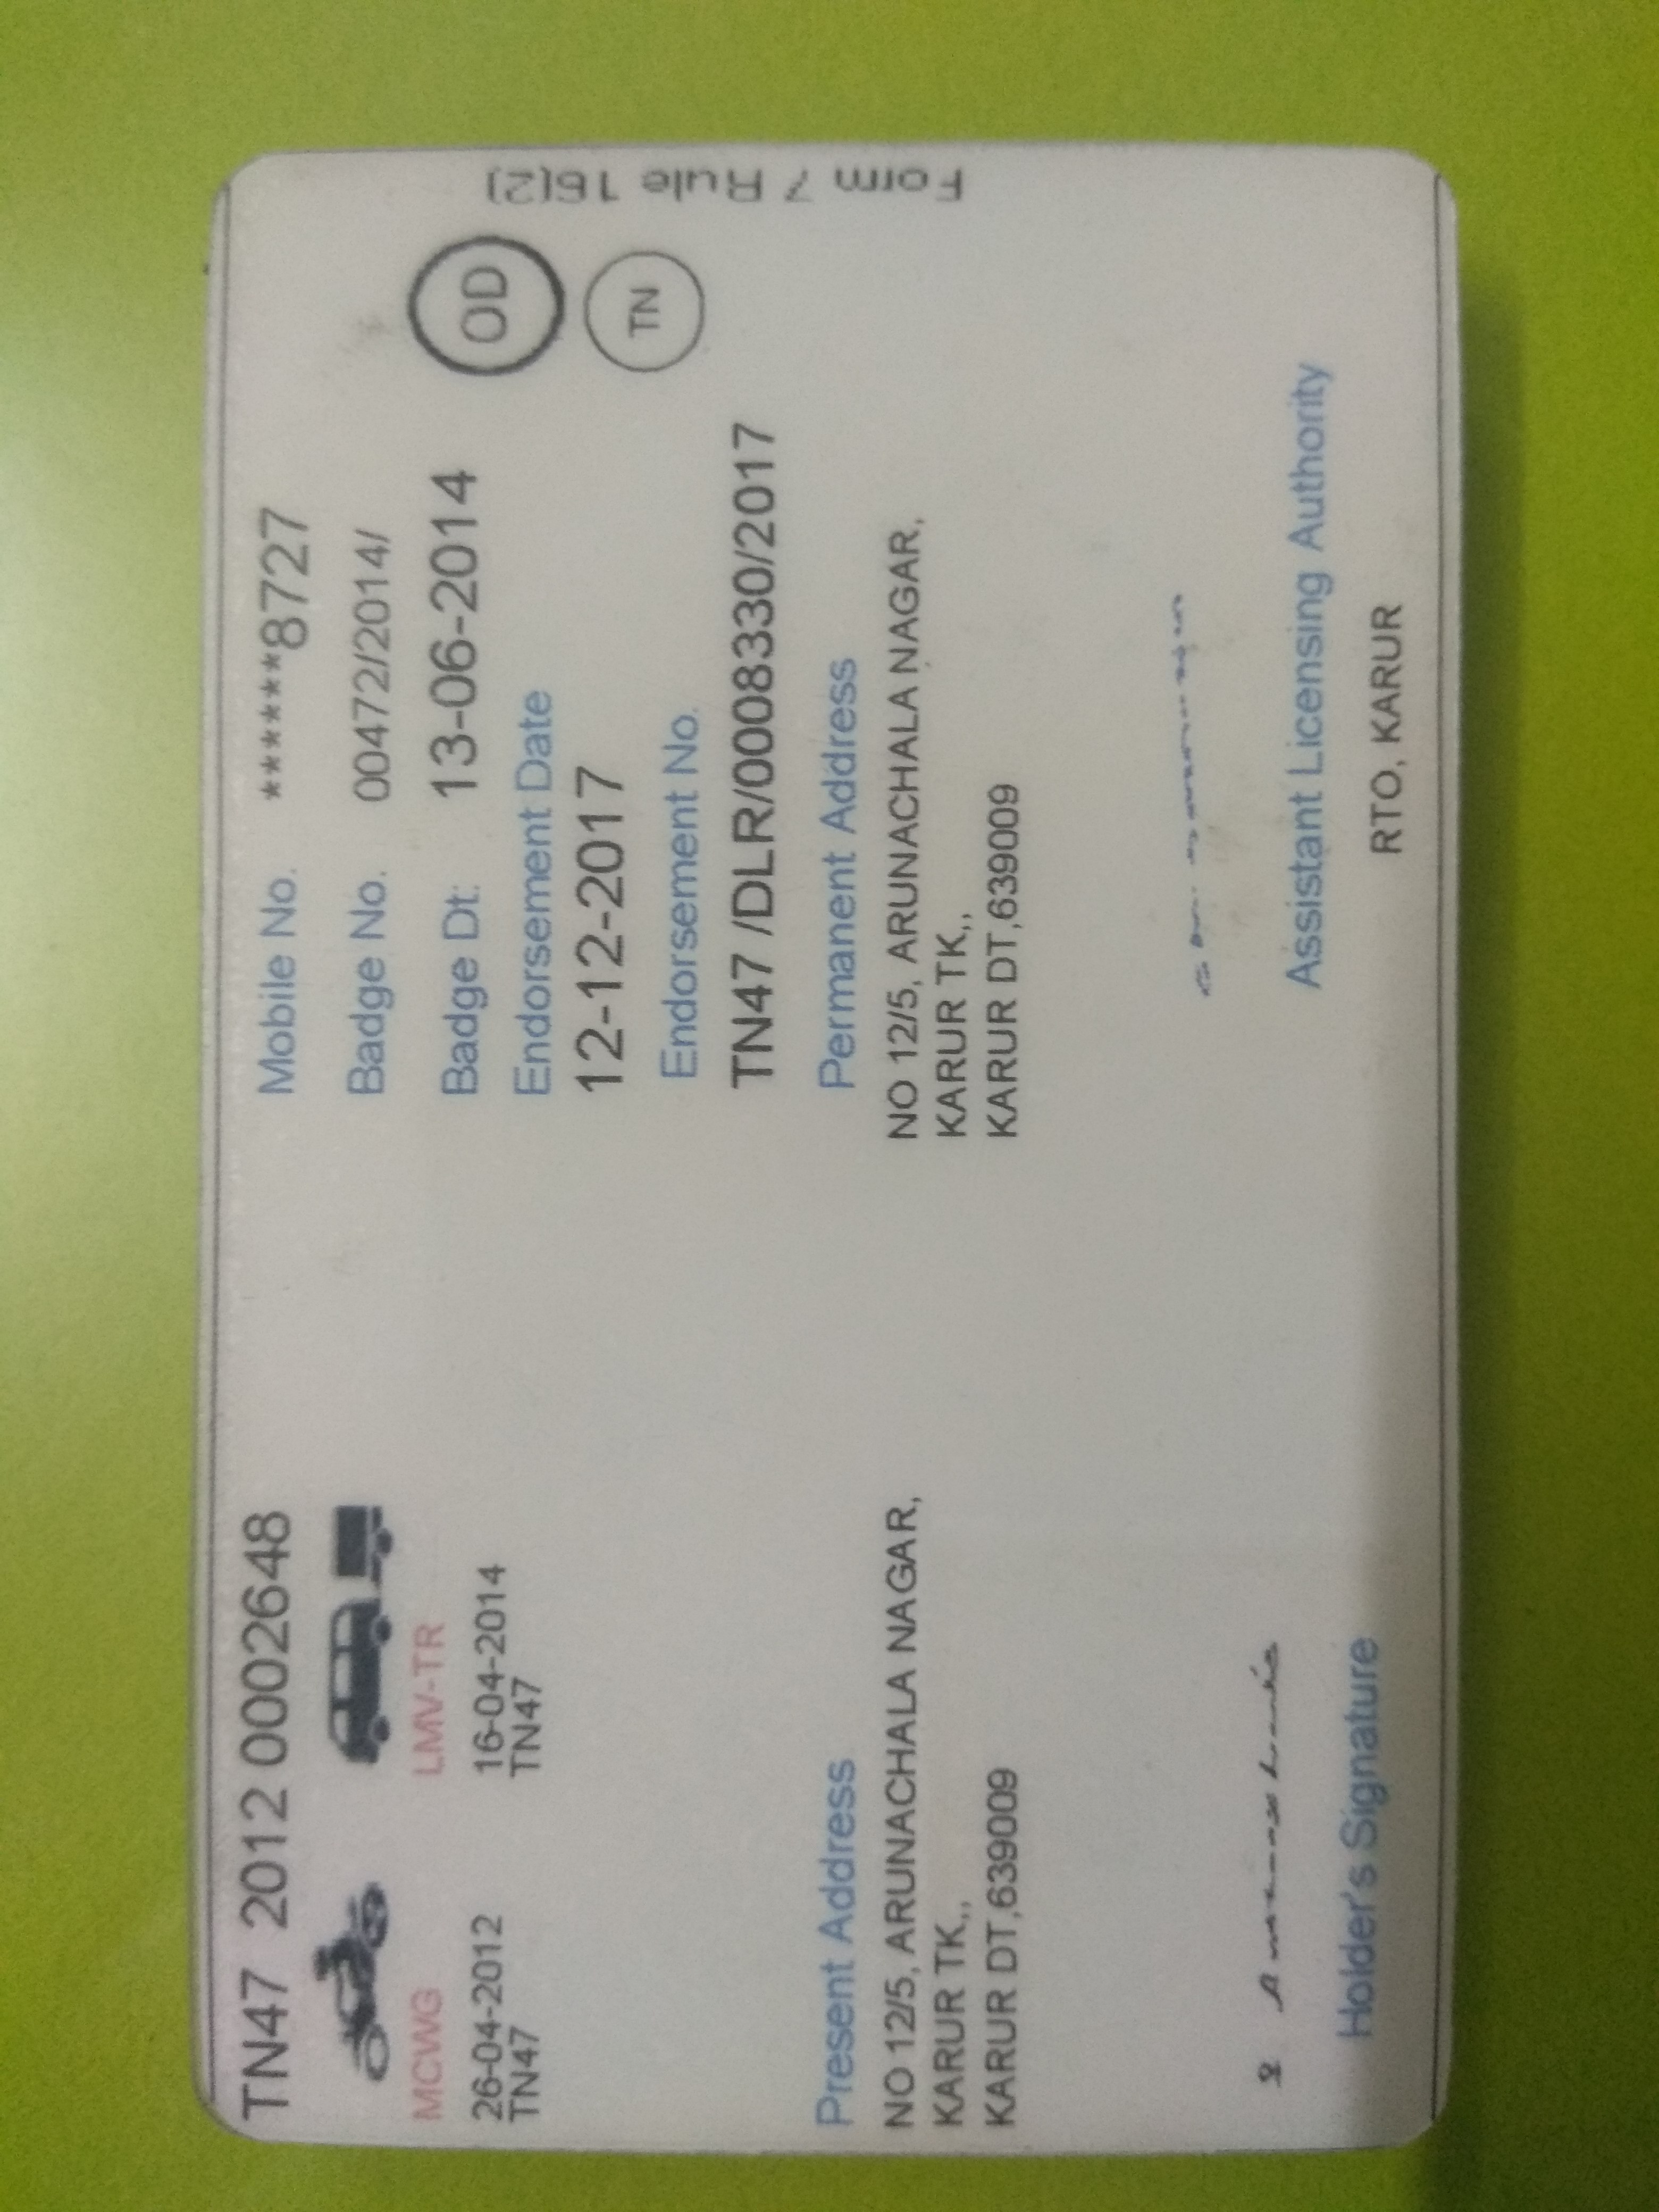 TN47 2012 0002648
MCWG
26-04-2012
TN47
LMV-TR
16-04-2014
TN47
Mobile No. ******8727
Badge No. 00472/2014/
Badge Dt: 13-06-2014
Endorsement Date
12-12-2017
Endorsement No.
TN47 /DLR/0008330/2017
OD
TN
Form 7 Rule 16(2)
Present Address
NO 12/5, ARUNACHALA NAGAR,
KARUR TK,,
KARUR DT,639009
Permanent Address
NO 12/5, ARUNACHALA NAGAR,
KARUR TK,,
KARUR DT,639009
Holder's Signature
Assistant Licensing Authority
RTO, KARUR